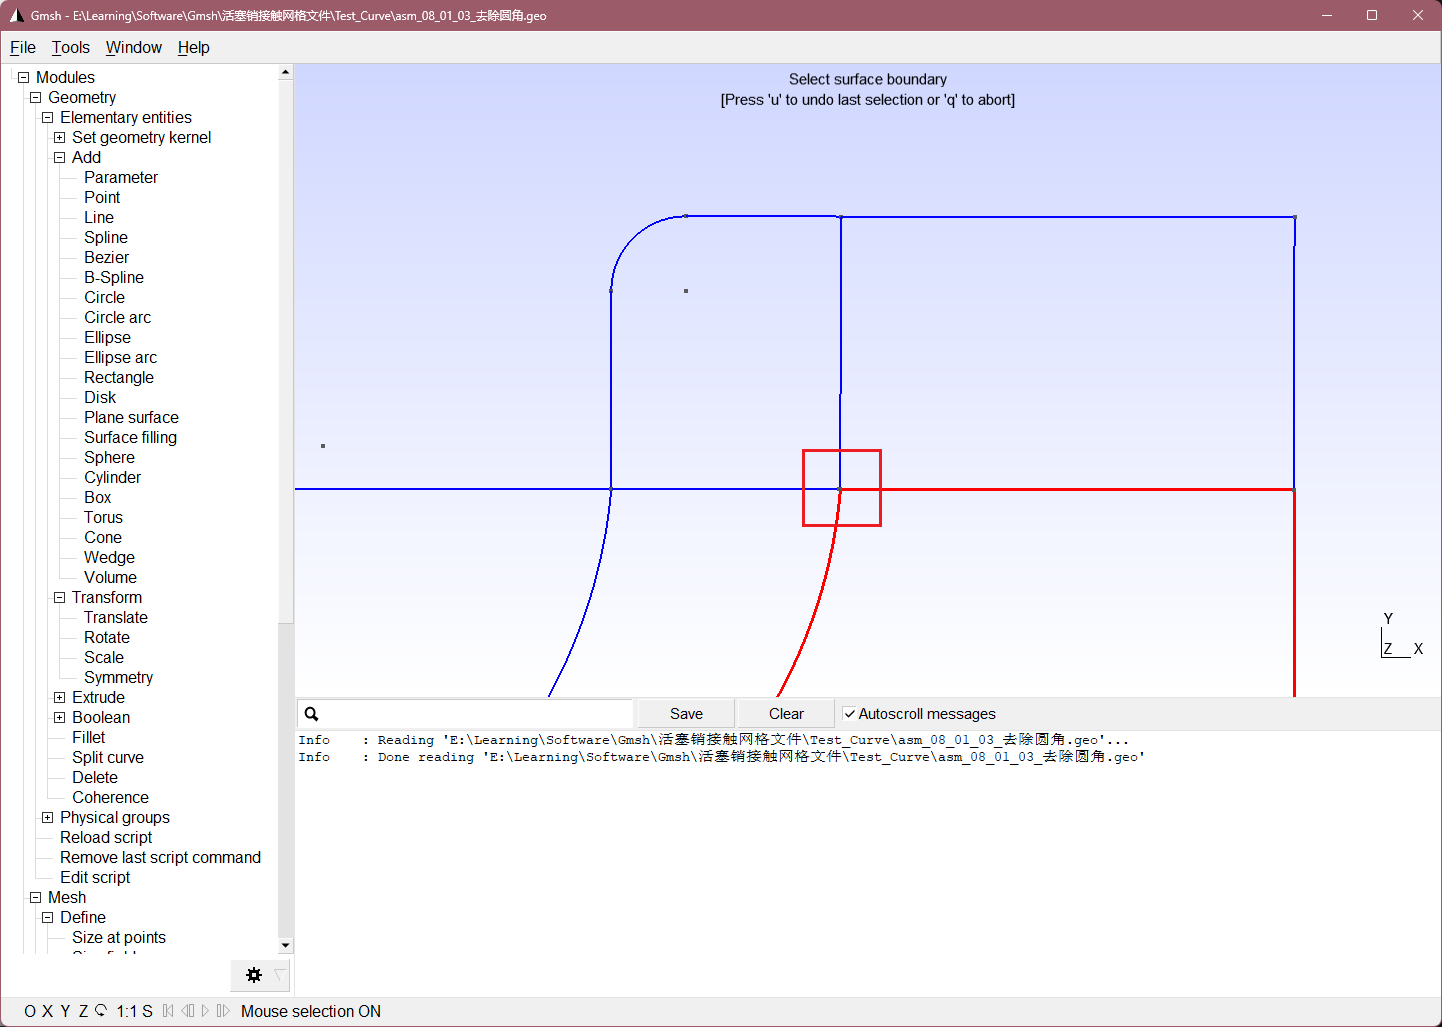 Gmsh - E:\Learning\Software\Gmsh\活塞销接触网格文件\Test_Curve\asm_08_01_03_去除圆角.geo
File Tools Window Help
Modules
Geometry
Elementary entities
Set geometry kernel
Add
Parameter
Point
Line
Spline
Bezier
B-Spline
Circle
Circle arc
Ellipse
Ellipse arc
Rectangle
Disk
Plane surface
Surface filling
Sphere
Cylinder
Box
Torus
Cone
Wedge
Volume
Transform
Translate
Rotate
Scale
Symmetry
Extrude
Boolean
Fillet
Split curve
Delete
Coherence
Physical groups
Reload script
Remove last script command
Edit script
Mesh
Define
Size at points
Select surface boundary
[Press 'u' to undo last selection or 'q' to abort]
Y
Z X
Save Clear Autoscroll messages
Info : Reading 'E:\Learning\Software\Gmsh\活塞销接触网格文件\Test_Curve\asm_08_01_03_去除圆角.geo'...
Info : Done reading 'E:\Learning\Software\Gmsh\活塞销接触网格文件\Test_Curve\asm_08_01_03_去除圆角.geo'
O X Y Z 1:1 S Mouse selection ON